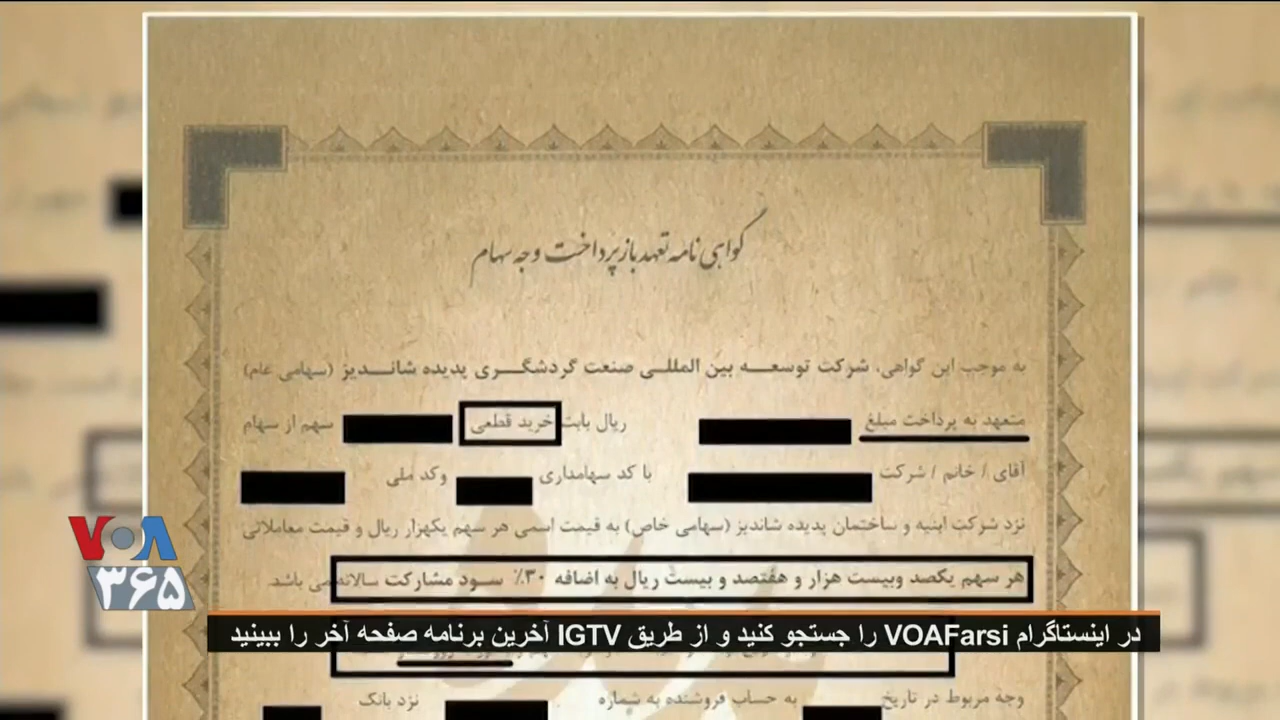 گواهی نامه تعهد بازپرداخت وجه سهام
به موجب این گواهی، شرکت توسعه بین المللی صنعت گردشگری پدیده شاندیز (سهامی عام)
متعهد به پرداخت مبلغ ریال بابت خرید قطعی سهم از سهام
آقای / خانم / شرکت با کد سهامداری وکد ملی
نزد شرکت ابنیه و ساختمان پدیده شاندیز (سهامی خاص) به قیمت اسمی هر سهم یکهزار ریال و قیمت معاملاتی
هر سهم یکصد وبیست هزار و هفتصد و بیست ریال به اضافه ۳۰٪ سود مشارکت سالانه می باشد.
وجه مربوط در تاریخ به حساب فروشنده به شماره نزد بانک
VOA
۳۶۵
در اینستاگرام VOAFarsi را جستجو کنید و از طریق IGTV آخرین برنامه صفحه آخر را ببینید